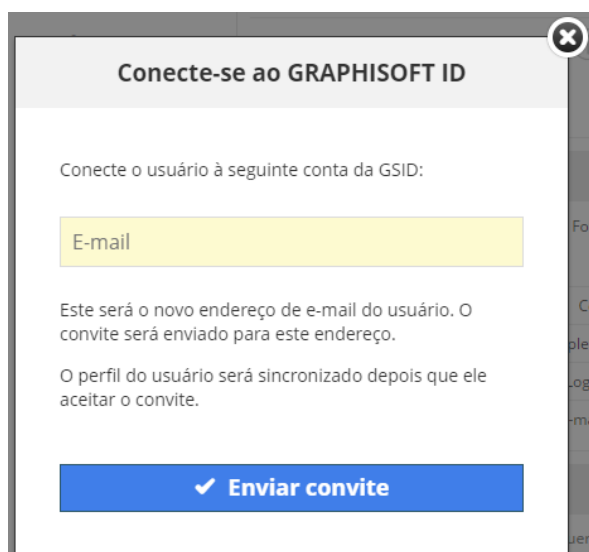 Conecte-se ao GRAPHISOFT ID
Conecte o usuário à seguinte conta da GSID:
E-mail
Este será o novo endereço de e-mail do usuário. O
convite será enviado para este endereço.
O perfil do usuário será sincronizado depois que ele
aceitar o convite.
Enviar convite